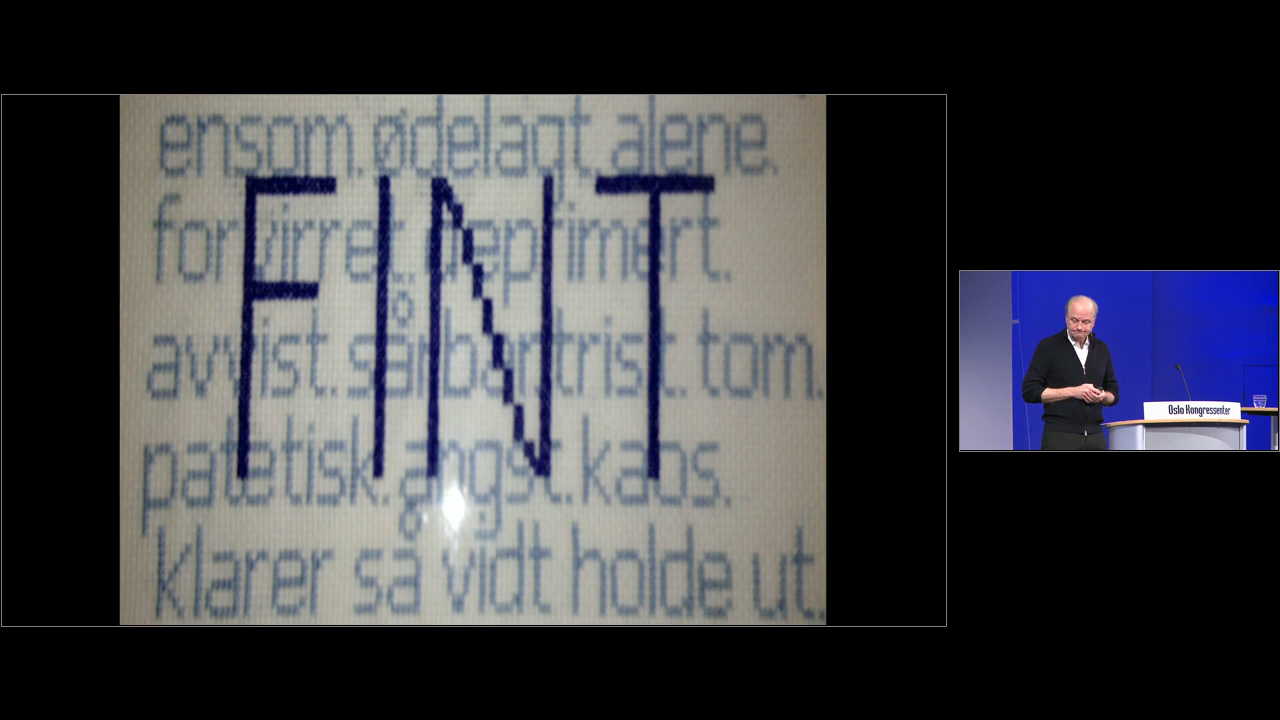 ensom. ødelagt. alene.
forvirret. deprimert.
FINT
avvist. sårbar. trist. tom.
patetisk. angst. kaos.
klarer så vidt holde ut.
Oslo Kongressenter